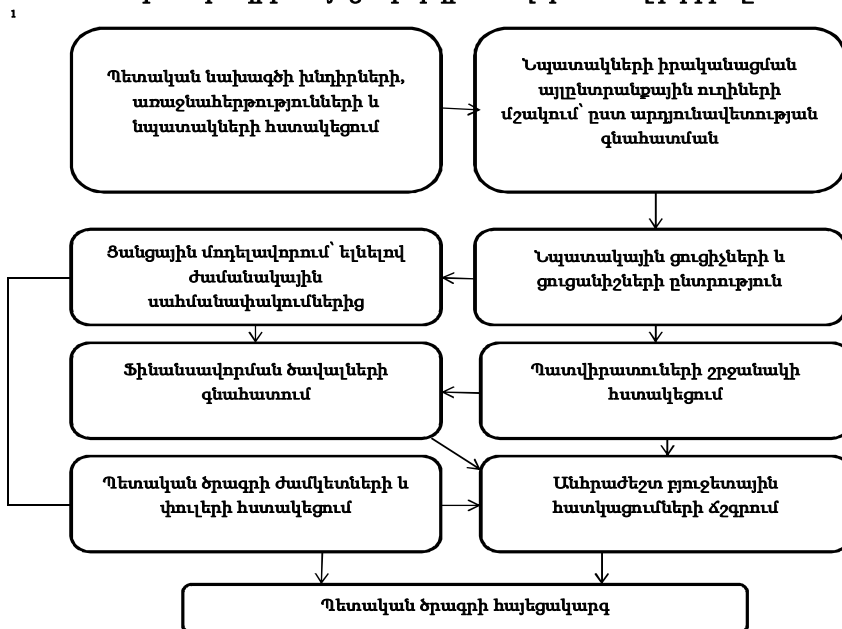 1
Պետական նախագծի խնդիրների,
առաջնահերթությունների և
նպատակների հստակեցում
Նպատակների իրականացման
այլընտրանքային ուղիների
մշակում՝ ըստ արդյունավետության
գնահատման
Ցանցային մոդելավորում՝ ելնելով
ժամանակային
սահմանափակումներից
Նպատակային ցուցիչների և
ցուցանիշների ընտրություն
Ֆինանսավորման ծավալների
գնահատում
Պատվիրատուների շրջանակի
հստակեցում
Պետական ծրագրի ժամկետների և
փուլերի հստակեցում
Անհրաժեշտ բյուջետային
հատկացումների ճշգրում
Պետական ծրագրի հայեցակարգ